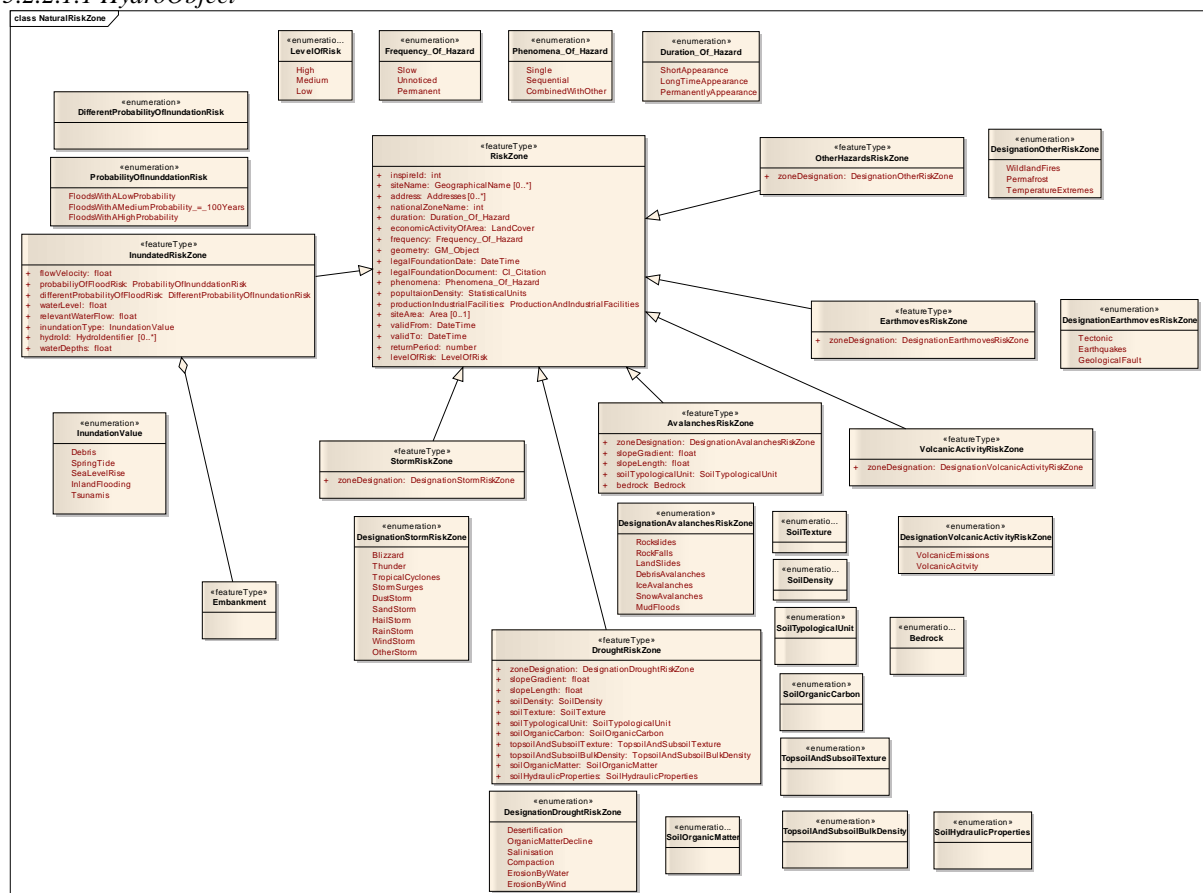 5.2.2.1.1 HydroObject
class NaturalRiskZone
«enumeratio...
LevelOfRisk
High
Medium
Low
«enumeration»
Frequency_Of_Hazard
Slow
Unnoticed
Permanent
«enumeration»
Phenomena_Of_Hazard
Single
Sequential
CombinedWithOther
«enumeration»
Duration_Of_Hazard
ShortAppearance
LongTimeAppearance
PermanentlyAppearance
«enumeration»
DifferentProbabilityOfInundationRisk
«enumeration»
ProbabilityOfInunddationRisk
FloodsWithALowProbability
FloodsWithAMediumProbability_=_100Years
FloodsWithAHighProbability
«featureType»
RiskZone
+ inspireId: int
+ siteName: GeographicalName [0..*]
+ address: Addresses [0..*]
+ nationalZoneName: int
+ duration: Duration_Of_Hazard
+ economicActivityOfArea: LandCover
+ frequency: Frequency_Of_Hazard
+ geometry: GM_Object
+ legalFoundationDate: DateTime
+ legalFoundationDocument: CI_Citation
+ phenomena: Phenomena_Of_Hazard
+ popultaionDensity: StatisticalUnits
+ productionIndustrialFacilities: ProductionAndIndustrialFacilities
+ siteArea: Area [0..1]
+ validFrom: DateTime
+ validTo: DateTime
+ returnPeriod: number
+ levelOfRisk: LevelOfRisk
«featureType»
OtherHazardsRiskZone
+ zoneDesignation: DesignationOtherRiskZone
«enumeration»
DesignationOtherRiskZone
WildlandFires
Permafrost
TemperatureExtremes
«featureType»
InundatedRiskZone
+ flowVelocity: float
+ probabiliyOfFloodRisk: ProbabilityOfInunddationRisk
+ differentProbabilityOfFloodRisk: DifferentProbabilityOfInundationRisk
+ waterLevel: float
+ relevantWaterFlow: float
+ inundationType: InundationValue
+ hydroId: HydroIdentifier [0..*]
+ waterDepths: float
«featureType»
EarthmovesRiskZone
+ zoneDesignation: DesignationEarthmovesRiskZone
«enumeration»
DesignationEarthmovesRiskZone
Tectonic
Earthquakes
GeologicalFault
«enumeration»
InundationValue
Debris
SpringTide
SeaLevelRise
InlandFlooding
Tsunamis
«featureType»
StormRiskZone
+ zoneDesignation: DesignationStormRiskZone
«featureType»
AvalanchesRiskZone
+ zoneDesignation: DesignationAvalanchesRiskZone
+ slopeGradient: float
+ slopeLength: float
+ soilTypologicalUnit: SoilTypologicalUnit
+ bedrock: Bedrock
«featureType»
VolcanicActivityRiskZone
+ zoneDesignation: DesignationVolcanicActivityRiskZone
«enumeration»
DesignationStormRiskZone
Blizzard
Thunder
TropicalCyclones
StormSurges
DustStorm
SandStorm
HailStorm
RainStorm
WindStorm
OtherStorm
«enumeration»
DesignationAvalanchesRiskZone
Rockslides
RockFalls
LandSlides
DebrisAvalanches
IceAvalanches
SnowAvalanches
MudFloods
«enumeratio...
SoilTexture
«enumeratio...
SoilDensity
«enumeration»
DesignationVolcanicActivityRiskZone
VolcanicEmissions
VolcanicAcitvity
«featureType»
Embankment
«enumeration»
SoilTypologicalUnit
«enumeratio...
Bedrock
«featureType»
DroughtRiskZone
+ zoneDesignation: DesignationDroughtRiskZone
+ slopeGradient: float
+ slopeLength: float
+ soilDensity: SoilDensity
+ soilTexture: SoilTexture
+ soilTypologicalUnit: SoilTypologicalUnit
+ soilOrganicCarbon: SoilOrganicCarbon
+ topsoilAndSubsoilTexture: TopsoilAndSubsoilTexture
+ topsoilAndSubsoilBulkDensity: TopsoilAndSubsoilBulkDensity
+ soilOrganicMatter: SoilOrganicMatter
+ soilHydraulicProperties: SoilHydraulicProperties
«enumeration»
SoilOrganicCarbon
«enumeration»
TopsoilAndSubsoilTexture
«enumeration»
DesignationDroughtRiskZone
Desertification
OrganicMatterDecline
Salinisation
Compaction
ErosionByWater
ErosionByWind
«enumeratio...
SoilOrganicMatter
«enumeration»
TopsoilAndSubsoilBulkDensity
«enumeration»
SoilHydraulicProperties